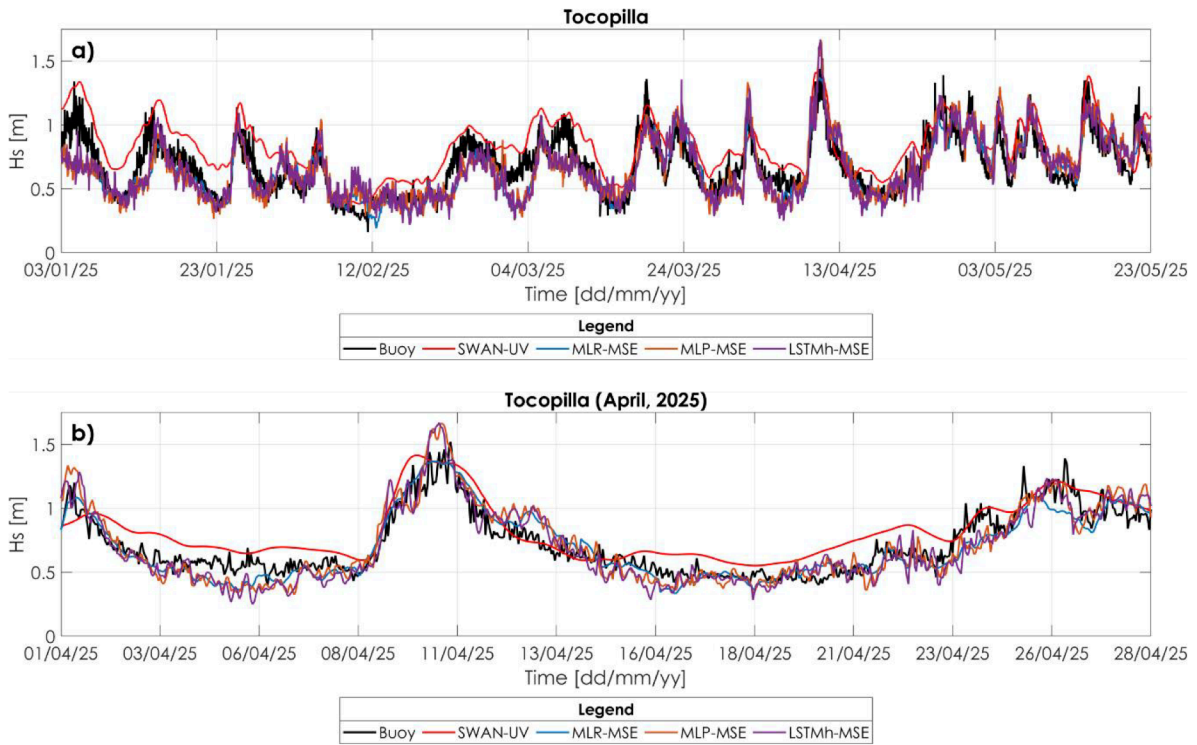 Tocopilla
a)
1.5
1
0.5
0
Hs [m]
03/01/25 23/01/25 12/02/25 04/03/25 24/03/25 13/04/25 03/05/25 23/05/25
Time [dd/mm/yy]
Legend
Buoy SWAN-UV MLR-MSE MLP-MSE LSTMh-MSE
Tocopilla (April, 2025)
b)
1.5
1
0.5
0
Hs [m]
01/04/25 03/04/25 06/04/25 08/04/25 11/04/25 13/04/25 16/04/25 18/04/25 21/04/25 23/04/25 26/04/25 28/04/25
Time [dd/mm/yy]
Legend
Buoy SWAN-UV MLR-MSE MLP-MSE LSTMh-MSE